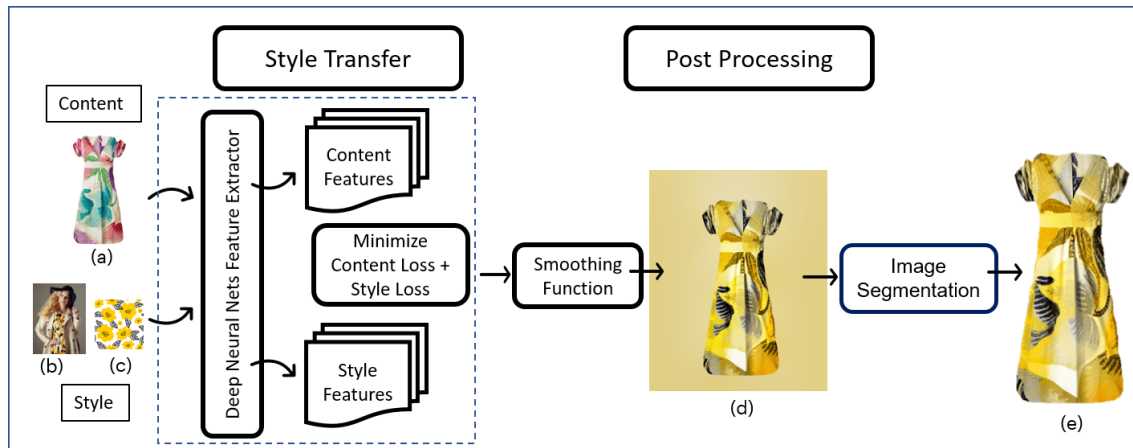 Style Transfer
Post Processing
Content
(a)
(b)
(c)
Style
Deep Neural Nets Feature Extractor
Content
Features
Minimize
Content Loss +
Style Loss
Style
Features
Smoothing
Function
(d)
Image
Segmentation
(e)